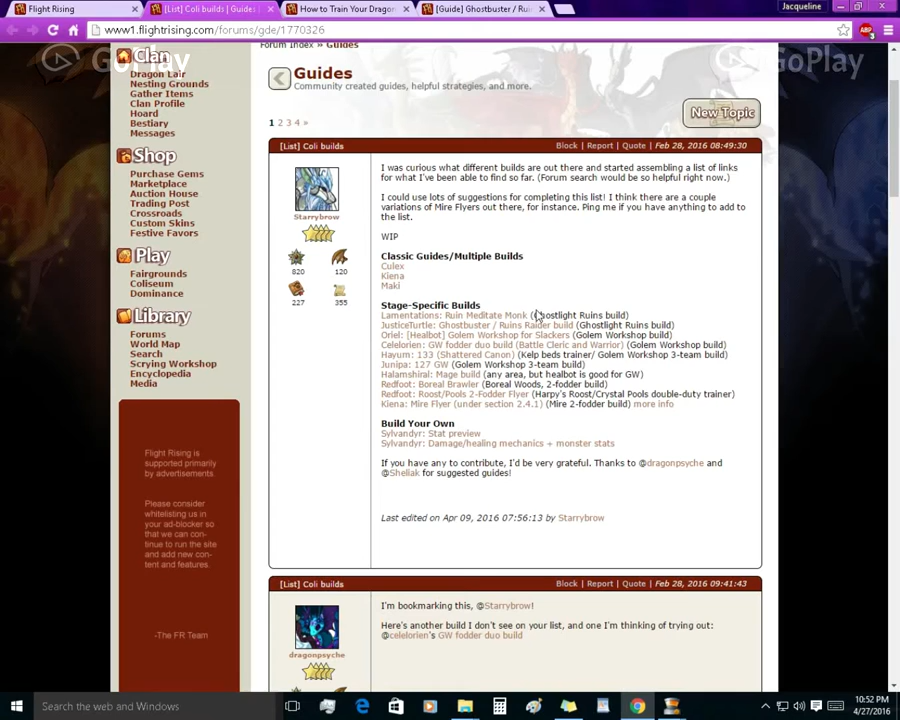 Flight Rising
[List] Coli builds | Guides |
How to Train Your Dragon
[Guide] Ghostbuster / Rui
Jacqueline
www1.flightrising.com/forums/gde/1770326
GoPlay
GoPlay
Clan
Dragon Lair
Nesting Grounds
Gather Items
Clan Profile
Hoard
Bestiary
Messages
Shop
Purchase Gems
Marketplace
Auction House
Trading Post
Crossroads
Custom Skins
Festive Favors
Play
Fairgrounds
Coliseum
Dominance
Library
Forums
World Map
Search
Scrying Workshop
Encyclopedia
Media
Flight Rising is
supported primarily
by advertisements.
Please consider
whitelisting us in
your ad-blocker so
that we can con-
tinue to run the site
and add new con-
tent and features.
-The FR Team
Forum Index » Guides
Guides
Community created guides, helpful strategies, and more.
New Topic
1 2 3 4 »
[List] Coli builds
Block | Report | Quote | Feb 28, 2016 08:49:30
Starrybrow
820
120
227
355
I was curious what different builds are out there and started assembling a list of links
for what I've been able to find so far. (Forum search would be so helpful right now.)
I could use lots of suggestions for completing this list! I think there are a couple
variations of Mire Flyers out there, for instance. Ping me if you have anything to add to
the list.
WIP
Classic Guides/Multiple Builds
Culex
Kiena
Maki
Stage-Specific Builds
Lamentations: Ruin Meditate Monk (Ghostlight Ruins build)
JusticeTurtle: Ghostbuster / Ruins Raider build (Ghostlight Ruins build)
Oriel: [Healbot] Golem Workshop for Slackers (Golem Workshop build)
Celelorien: GW fodder duo build (Battle Cleric and Warrior) (Golem Workshop build)
Hayum: 133 (Shattered Canon) (Kelp beds trainer/ Golem Workshop 3-team build)
Junipa: 127 GW (Golem Workshop 3-team build)
Halamshiral: Mage build (any area, but healbot is good for GW)
Redfoot: Boreal Brawler (Boreal Woods, 2-fodder build)
Redfoot: Roost/Pools 2-Fodder Flyer (Harpy's Roost/Crystal Pools double-duty trainer)
Kiena: Mire Flyer (under section 2.4.1) (Mire 2-fodder build) more info
Build Your Own
Sylvandyr: Stat preview
Sylvandyr: Damage/healing mechanics + monster stats
If you have any to contribute, I'd be very grateful. Thanks to @dragonpsyche and
@Sheliak for suggested guides!
Last edited on Apr 09, 2016 07:56:13 by Starrybrow
[List] Coli builds
Block | Report | Quote | Feb 28, 2016 09:41:43
dragonpsyche
I'm bookmarking this, @Starrybrow!
Here's another build I don't see on your list, and one I'm thinking of trying out:
@celelorien's GW fodder duo build
Search the web and Windows
10:52 PM
4/27/2016